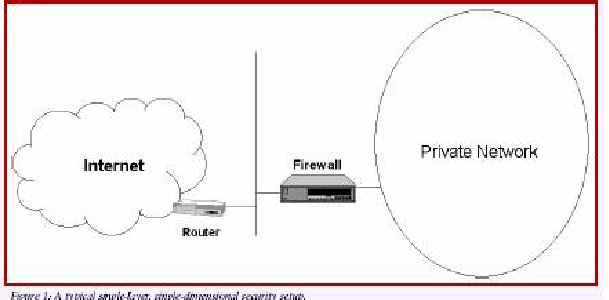 Internet
Firewall
Private Network
Router
Figure 1. A typical single-layer, single-dimensional security setup.